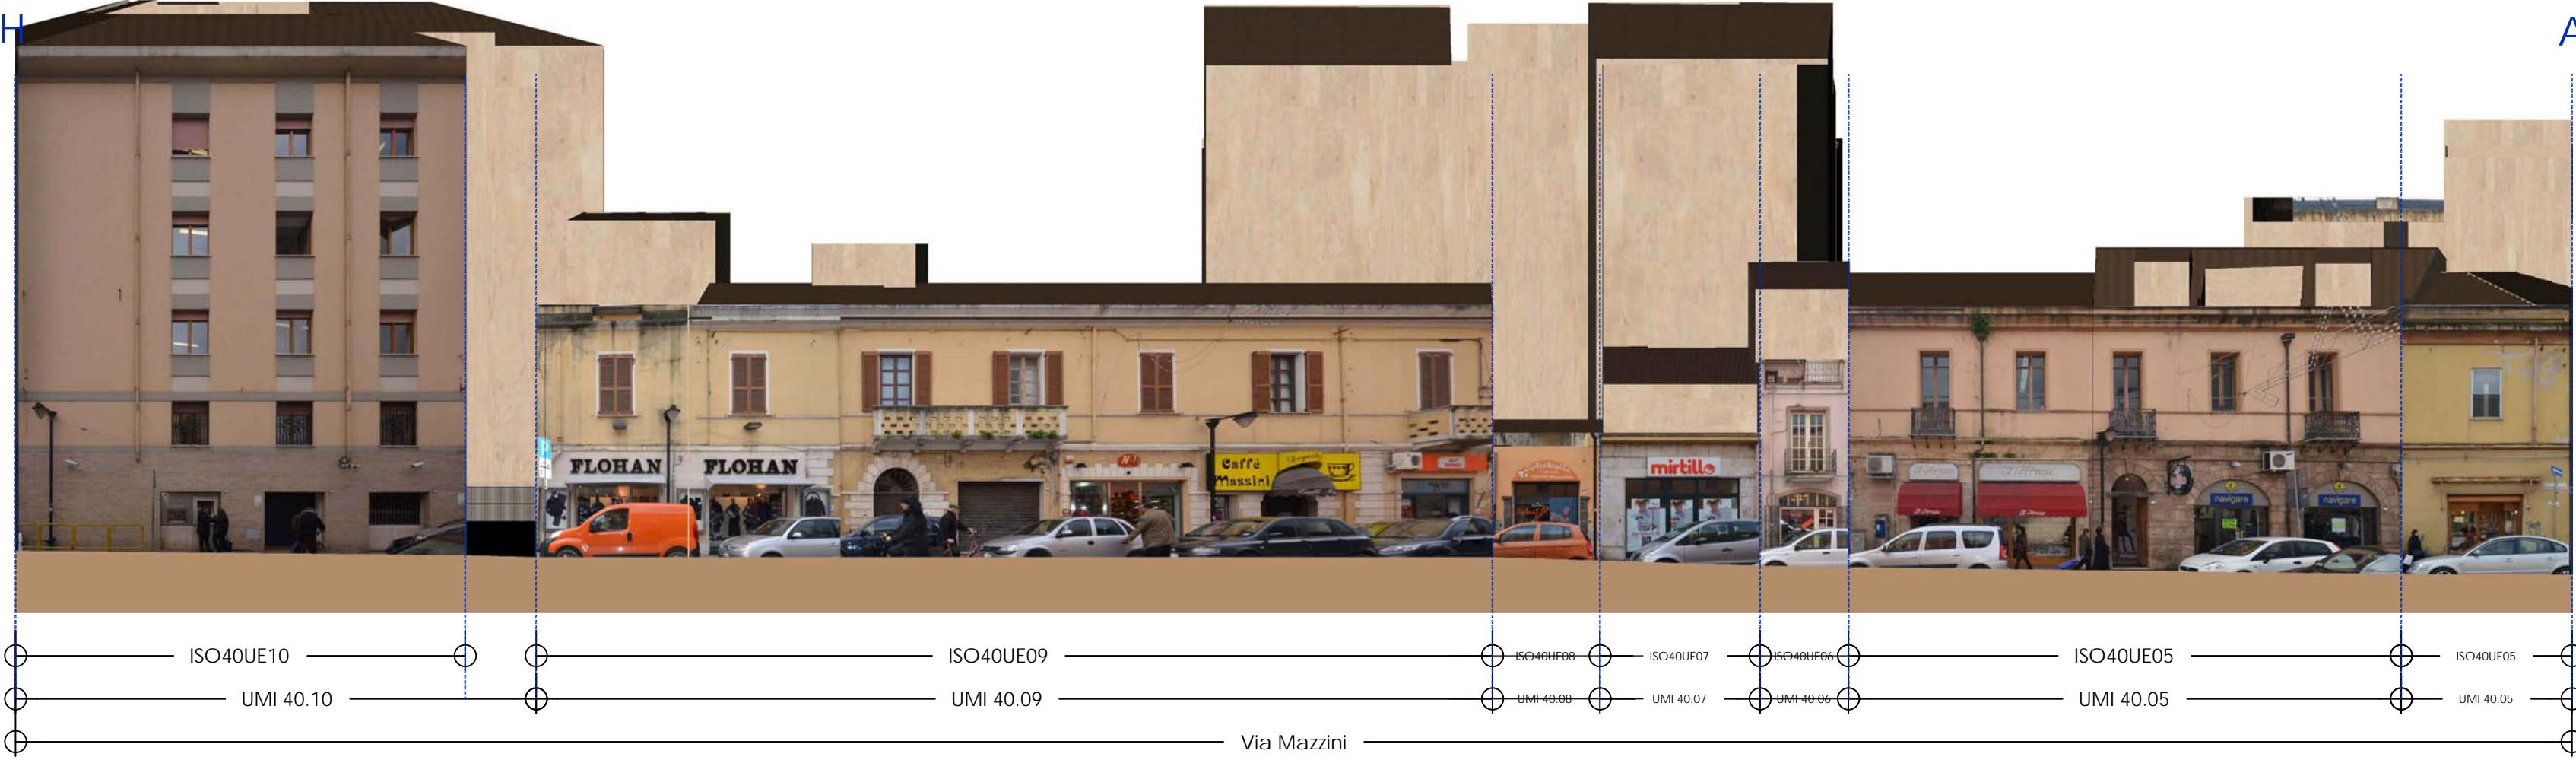 H
A
P
FLOHAN
FLOHAN
N°1
Caffè
Mazzini
mirtillo
navigare
navigare
ISO40UE10
ISO40UE09
ISO40UE08
ISO40UE07
ISO40UE06
ISO40UE05
ISO40UE05
UMI 40.10
UMI 40.09
UMI 40.08
UMI 40.07
UMI 40.06
UMI 40.05
UMI 40.05
Via Mazzini